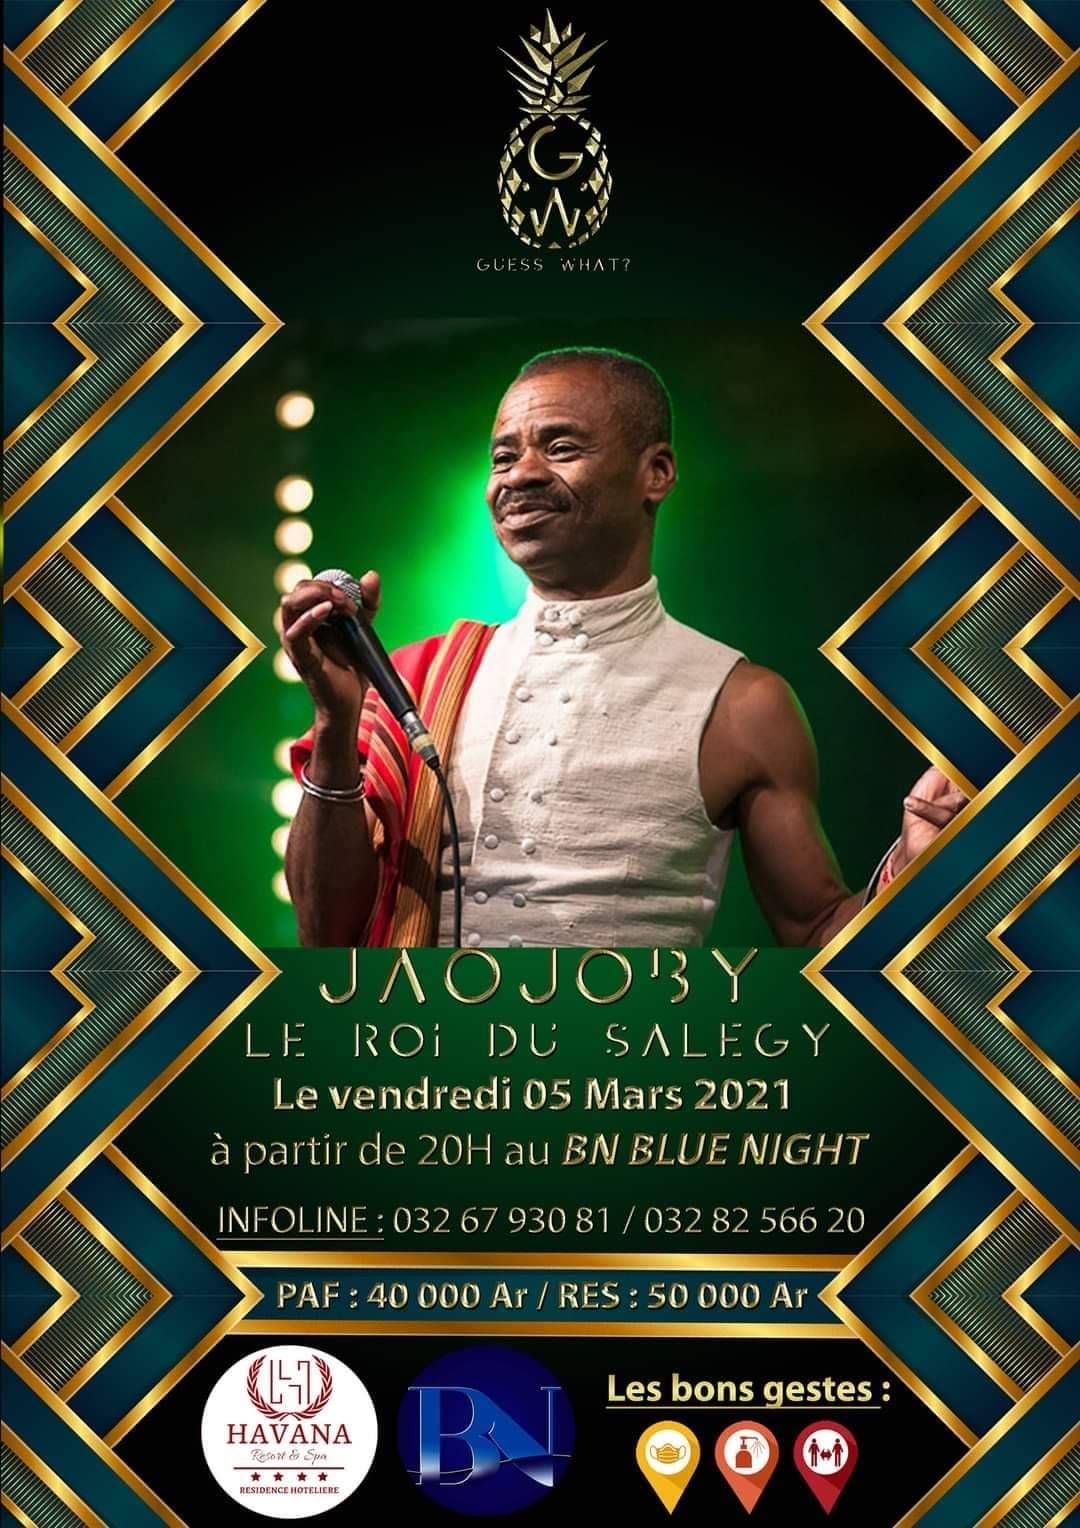 G
W
GUESS WHAT?
JAOJOBY
LE ROI DU SALEGY
Le vendredi 05 Mars 2021
à partir de 20H au BN BLUE NIGHT
INFOLINE : 032 67 930 81 / 032 82 566 20
PAF : 40 000 Ar / RES : 50 000 Ar
HAVANA
Resort & Spa
RESIDENCE HOTELIERE
BN
Les bons gestes :